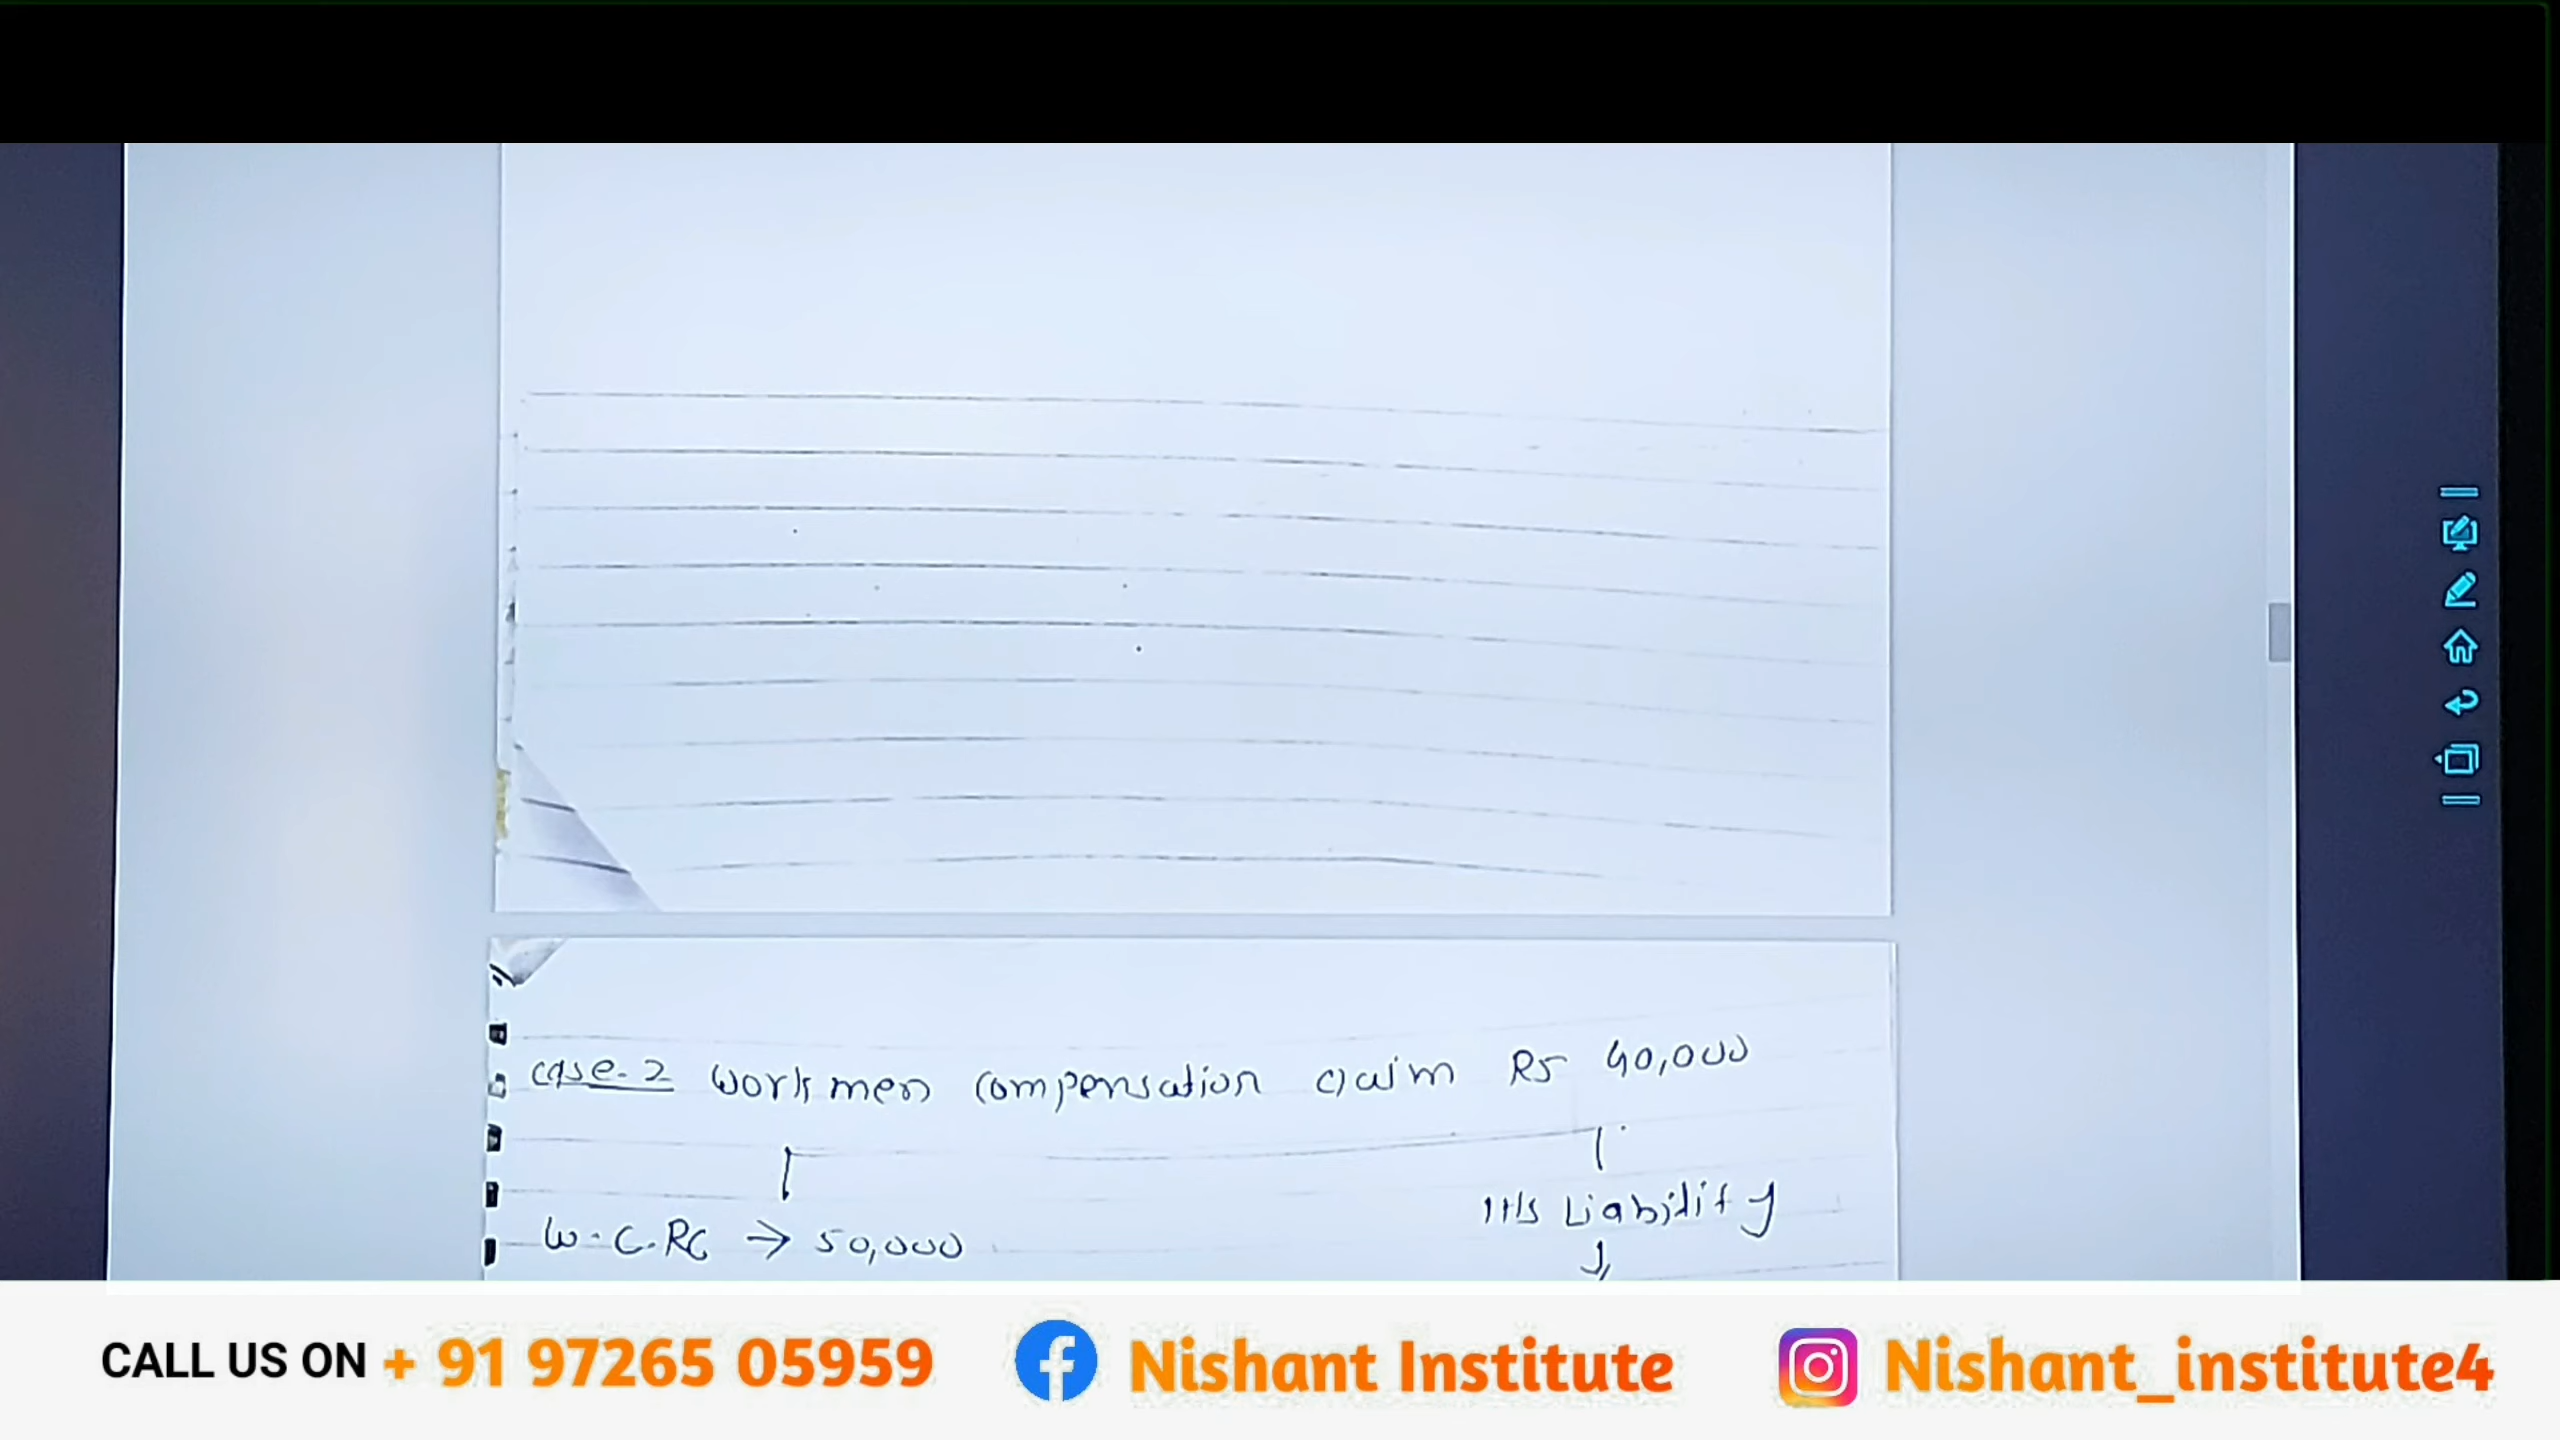 case-2 workmen compensation claim Rs 40,000
W.C.RC → 50,000
Its Liability
CALL US ON + 91 97265 05959 Nishant Institute Nishant_institute4